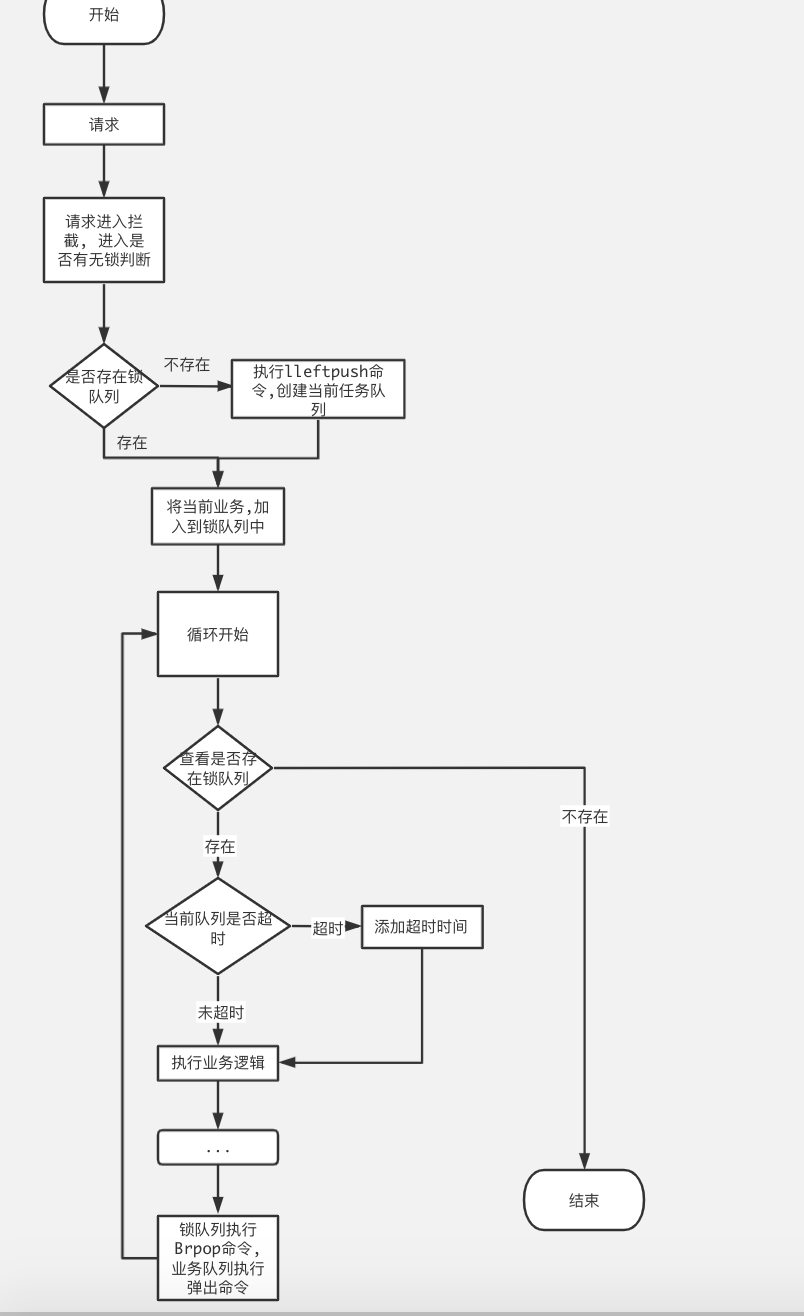 开始
请求
请求进入拦
截, 进入是
否有无锁判断
是否存在锁
队列
不存在
执行lleftpush命
令,创建当前任务队
列
存在
将当前业务,加
入到锁队列中
循环开始
查看是否存
在锁队列
不存在
存在
当前队列是否超
时
超时
添加超时时间
未超时
执行业务逻辑
...
锁队列执行
Brpop命令,
业务队列执行
弹出命令
结束